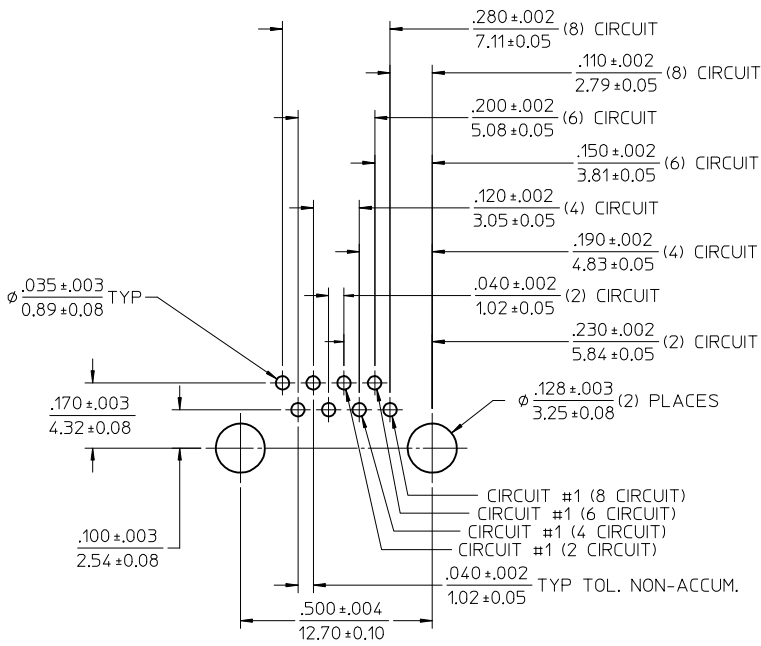 .280±.002
7.11±0.05 (8) CIRCUIT
.110±.002
2.79±0.05 (8) CIRCUIT
.200±.002
5.08±0.05 (6) CIRCUIT
.150±.002
3.81±0.05 (6) CIRCUIT
.120±.002
3.05±0.05 (4) CIRCUIT
.190±.002
4.83±0.05 (4) CIRCUIT
ø .035±.003
0.89±0.08 TYP
.040±.002
1.02±0.05 (2) CIRCUIT
.230±.002
5.84±0.05 (2) CIRCUIT
.170±.003
4.32±0.08
ø .128±.003
3.25±0.08 (2) PLACES
CIRCUIT #1 (8 CIRCUIT)
CIRCUIT #1 (6 CIRCUIT)
CIRCUIT #1 (4 CIRCUIT)
CIRCUIT #1 (2 CIRCUIT)
.100±.003
2.54±0.08
.040±.002
1.02±0.05 TYP TOL. NON-ACCUM.
.500±.004
12.70±0.10